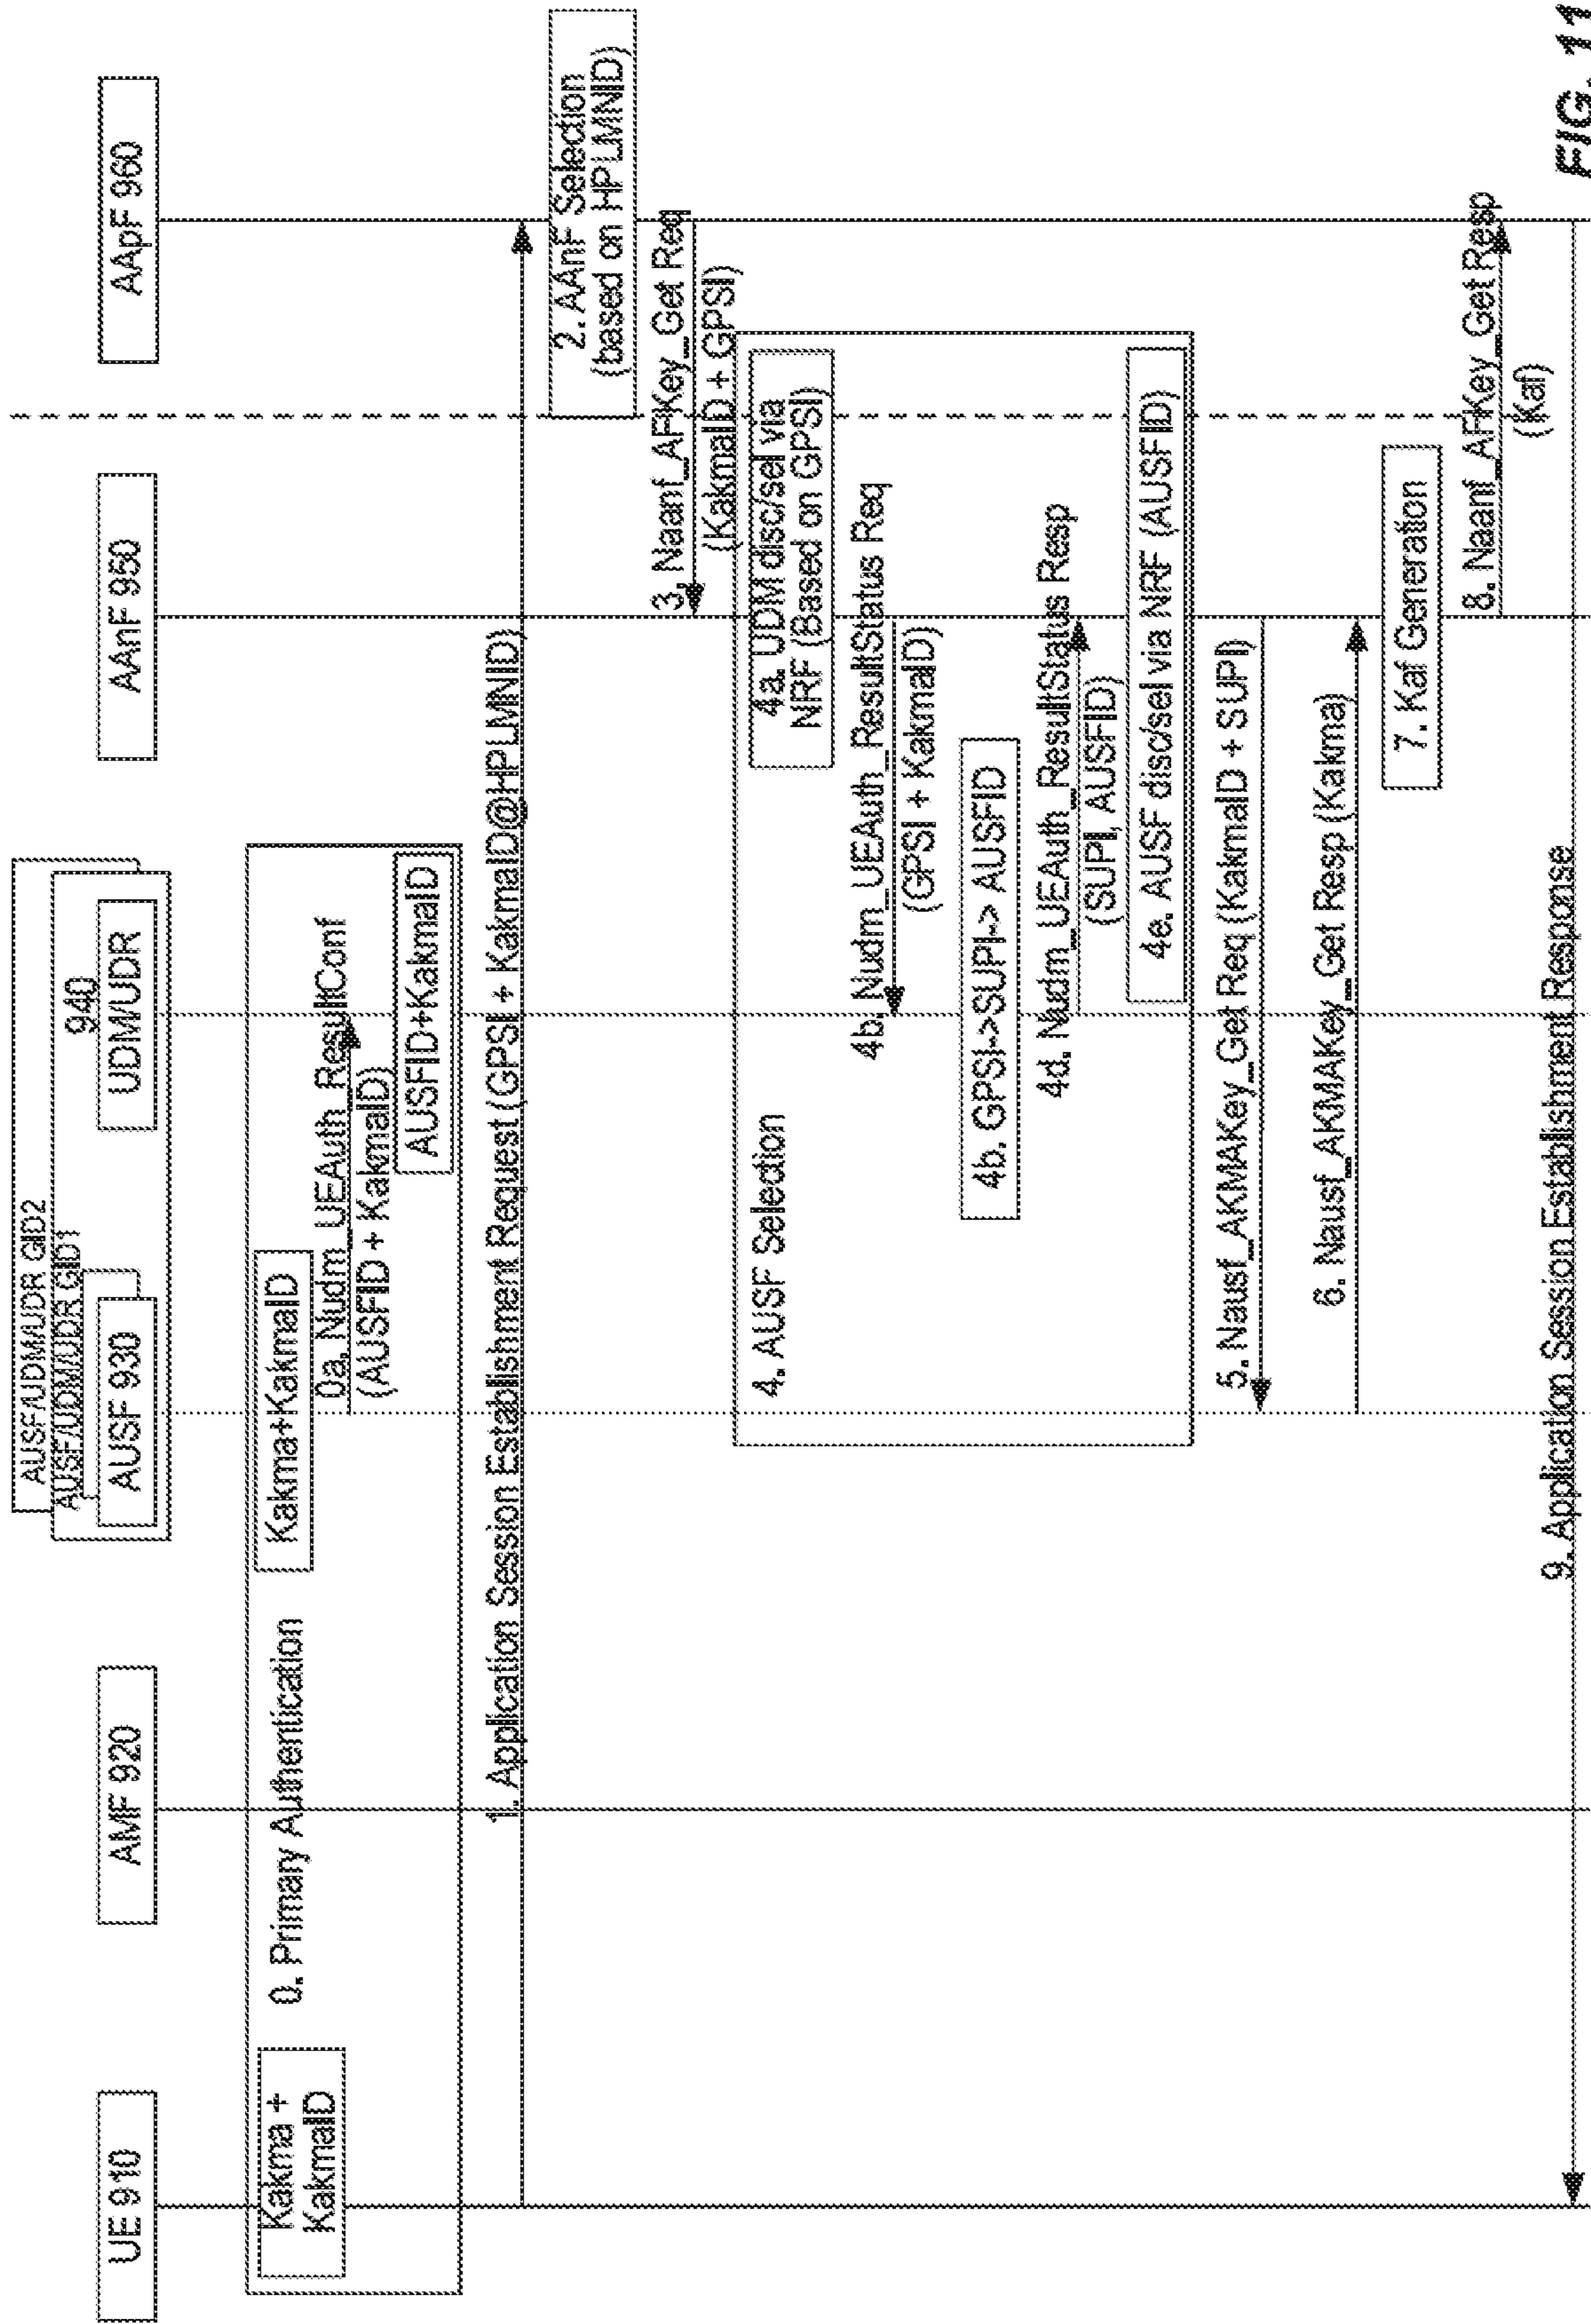 AUSF/UDM/UDR GID2
AUSF/UDM/UDR GID1
940
UE 910
AMF 920
AUSF 930
UDM/UDR
AAnF 950
AApF 960
Kakma +
KakmaID
0. Primary Authentication
Kakma+KakmaID
0a. Nudm_UEAuth_ResultConf
(AUSFID + KakmaID)
AUSFID+KakmaID
1. Application Session Establishment Request (GPSI + KakmaID@HPLMNID)
2. AAnF Selection
(based on HPLMNID)
3. Naanf_AFKey_Get Req
(KakmaID + GPSI)
4. AUSF Selection
4a. UDM disc/sel via
NRF (Based on GPSI)
4b. Nudm_UEAuth_ResultStatus Req
(GPSI + KakmaID)
4b. GPSI->SUPI-> AUSFID
4d. Nudm_UEAuth_ResultStatus Resp
(SUPI, AUSFID)
4e. AUSF disc/sel via NRF (AUSFID)
5. Nausf_AKMAKey_Get Req (KakmaID + SUPI)
6. Nausf_AKMAKey_Get Resp (Kakma)
7. Kaf Generation
8. Naanf_AFKey_Get Resp
(Kaf)
9. Application Session Establishment Response
FIG. 11